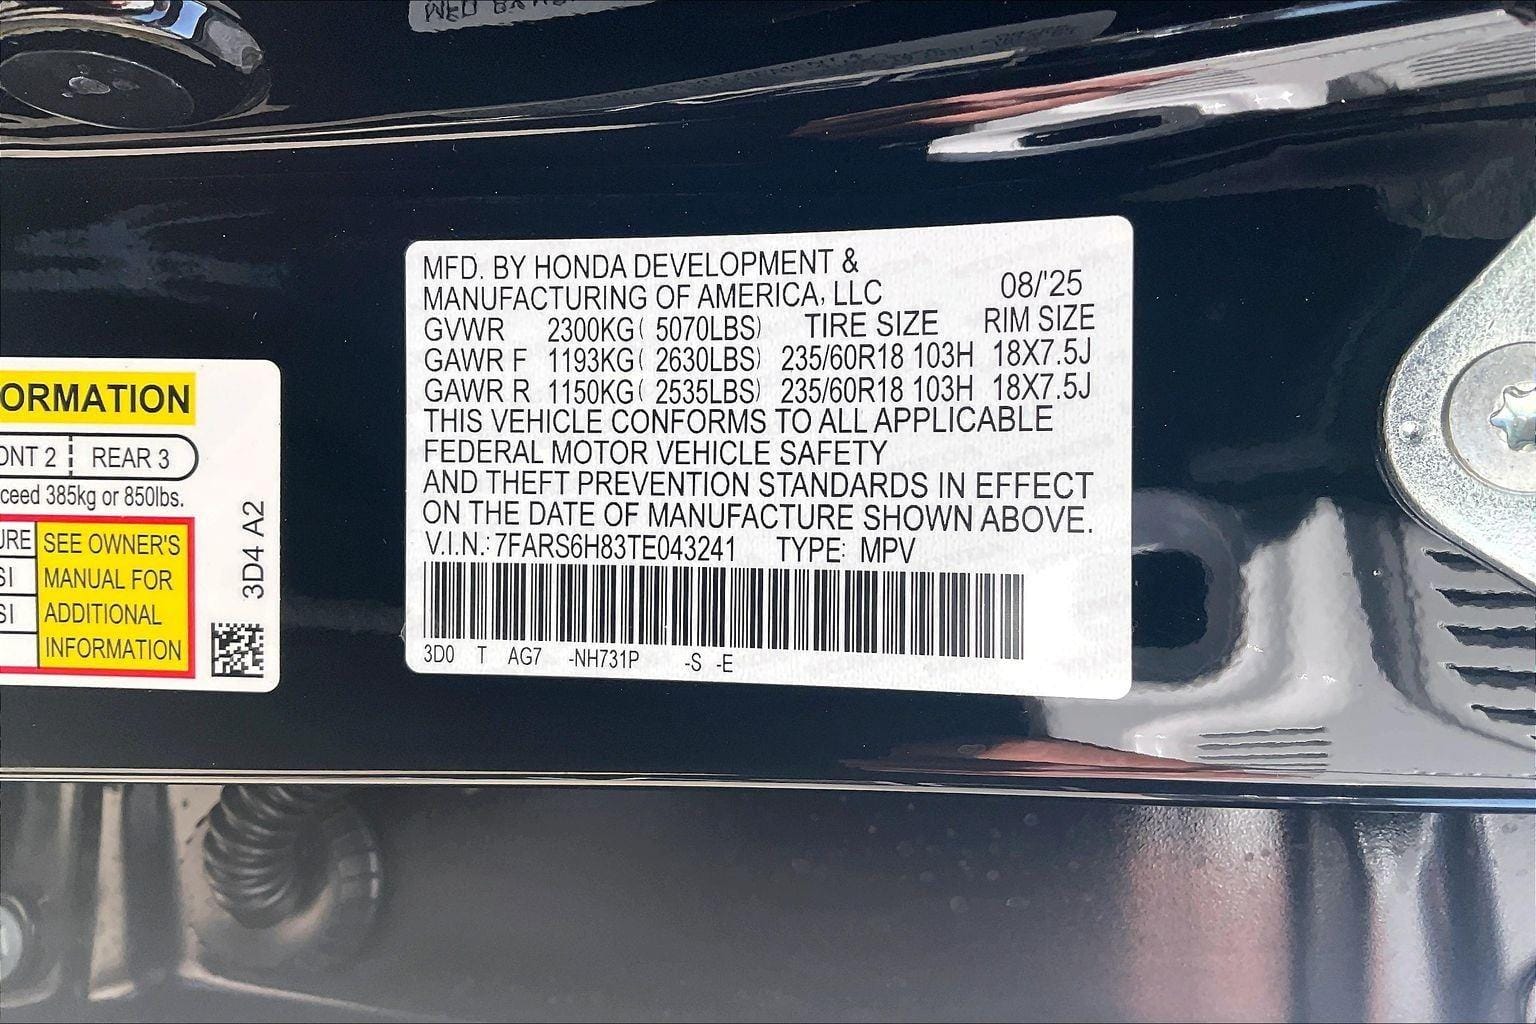 MFD. BY HONDA DEVELOPMENT &
MANUFACTURING OF AMERICA, LLC 08/'25
GVWR 2300KG( 5070LBS) TIRE SIZE RIM SIZE
GAWR F 1193KG( 2630LBS) 235/60R18 103H 18X7.5J
GAWR R 1150KG( 2535LBS) 235/60R18 103H 18X7.5J
THIS VEHICLE CONFORMS TO ALL APPLICABLE
FEDERAL MOTOR VEHICLE SAFETY
AND THEFT PREVENTION STANDARDS IN EFFECT
ON THE DATE OF MANUFACTURE SHOWN ABOVE.
V.I.N.: 7FARS6H83TE043241 TYPE: MPV
3D0 T AG7 -NH731P -S -E
ORMATION
ONT 2 REAR 3
ceed 385kg or 850lbs.
URE SEE OWNER'S
SI MANUAL FOR
SI ADDITIONAL
INFORMATION
3D4 A2